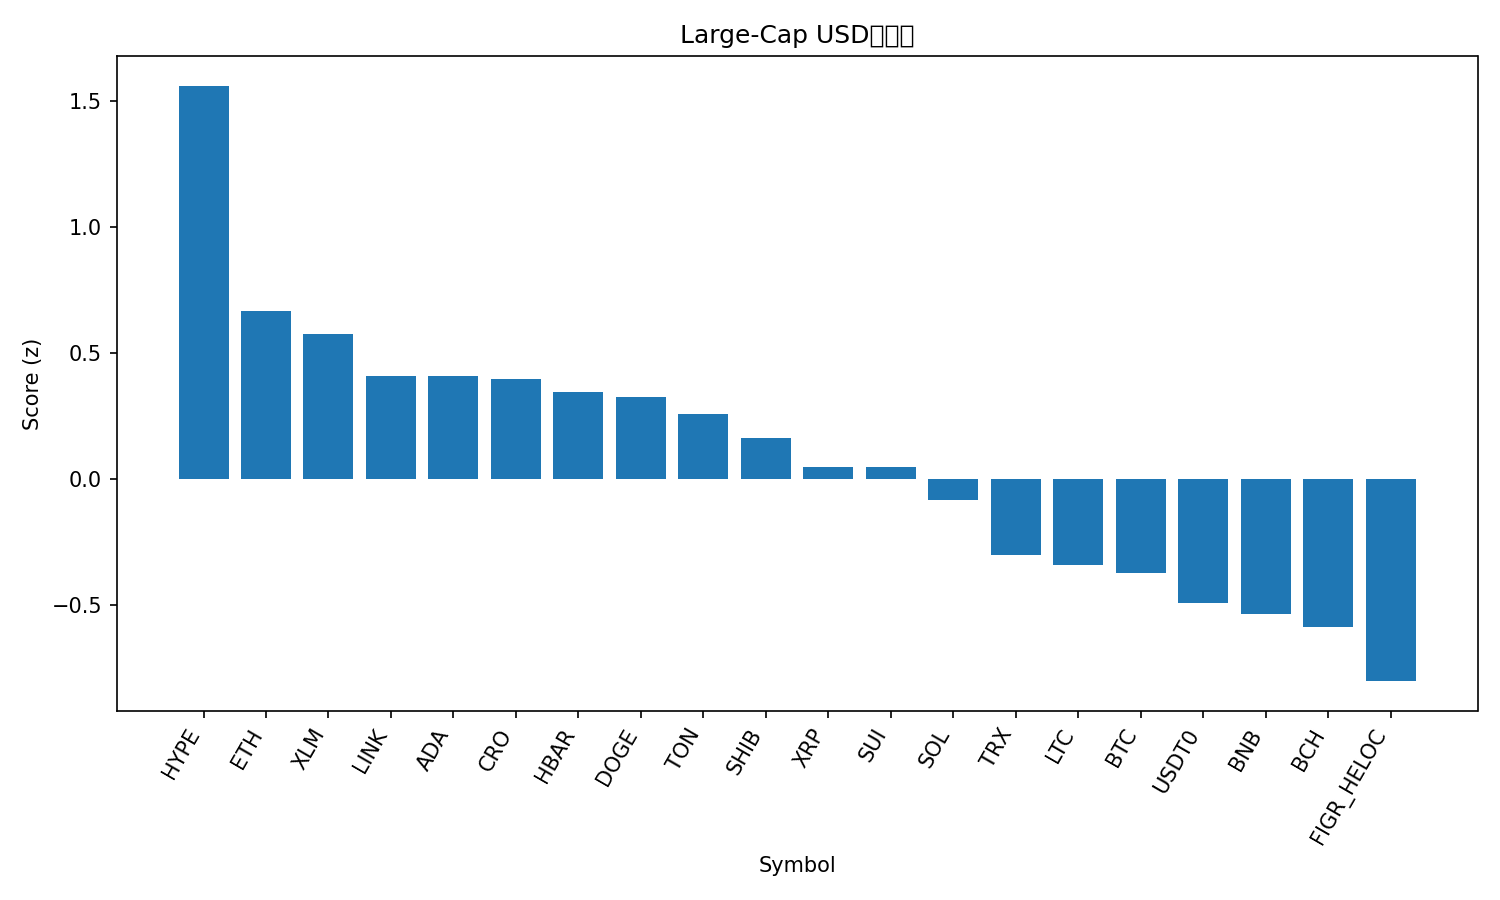 Large-Cap USD
Score (z)
1.5
1.0
0.5
0.0
−0.5
HYPE
ETH
XLM
LINK
ADA
CRO
HBAR
DOGE
TON
SHIB
XRP
SUI
SOL
TRX
LTC
BTC
USDT0
BNB
BCH
FIGR_HELOC
Symbol